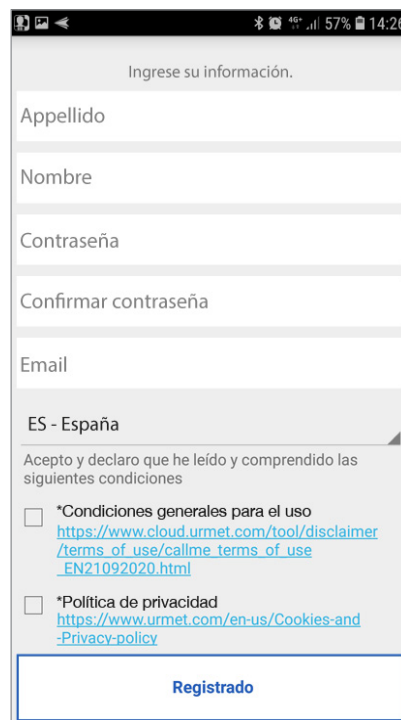 4G+ 57% 14:26
Ingrese su información.
Appellido
Nombre
Contraseña
Confirmar contraseña
Email
ES - España
Acepto y declaro que he leído y comprendido las
siguientes condiciones
*Condiciones generales para el uso
https://www.cloud.urmet.com/tool/disclaimer
/terms_of_use/callme_terms_of_use
_EN21092020.html
*Política de privacidad
https://www.urmet.com/en-us/Cookies-and
-Privacy-policy
Registrado